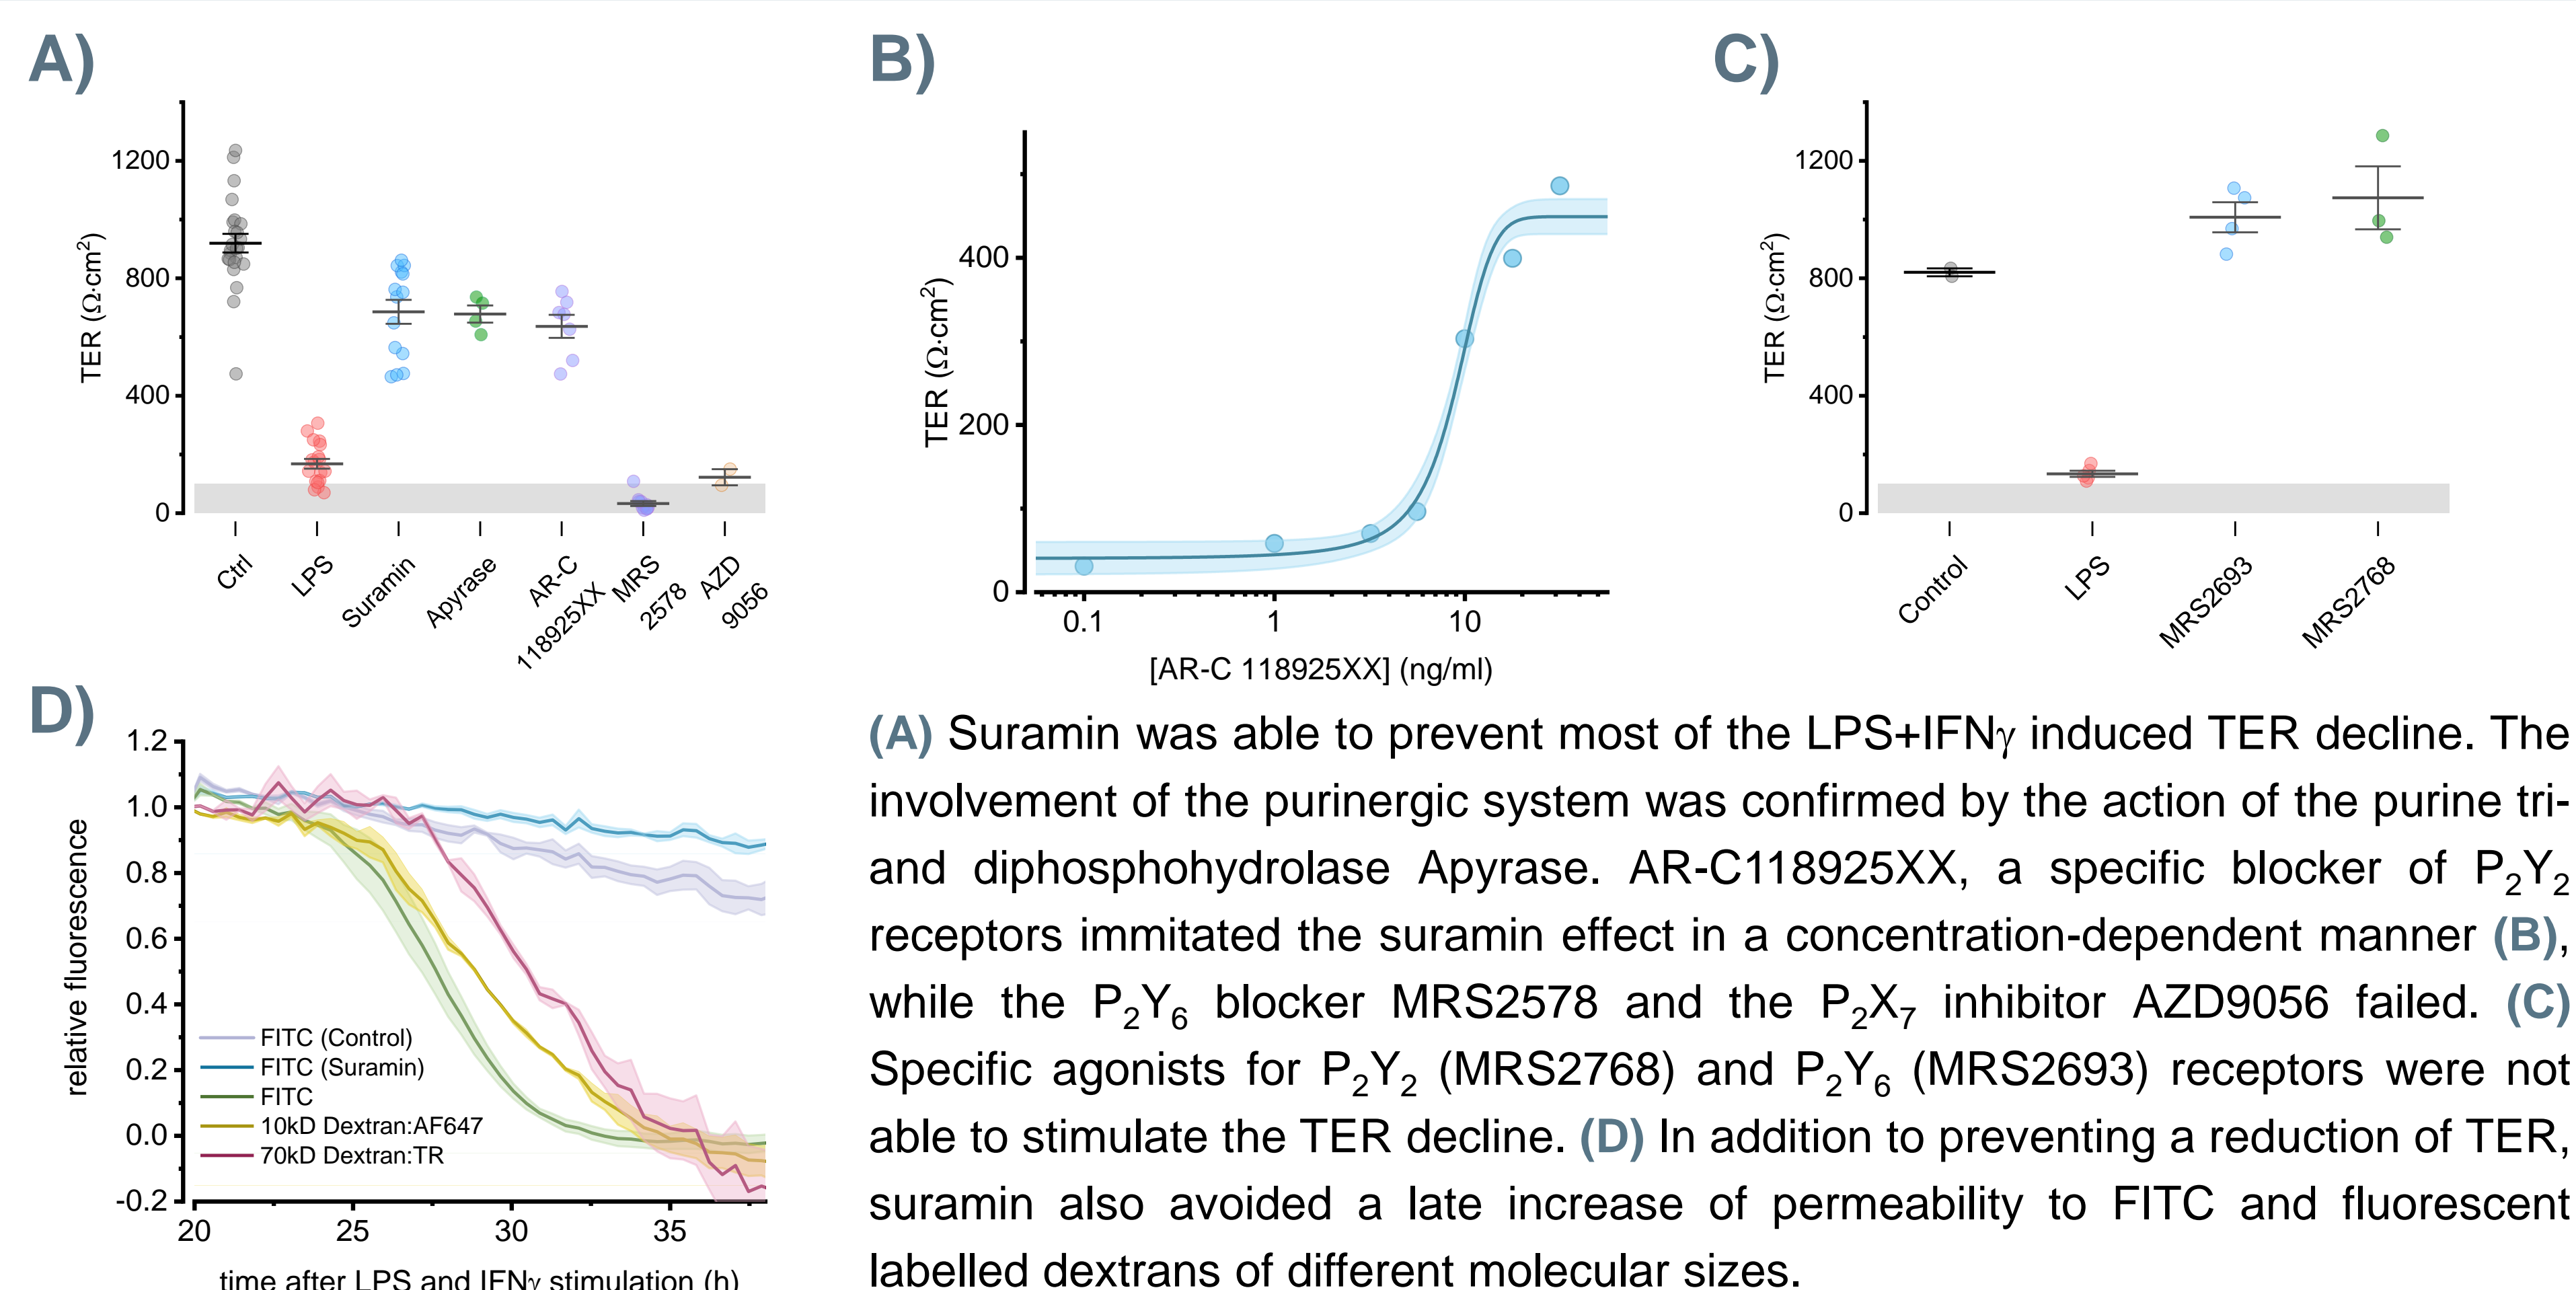 A)
TER (Ω·cm²)
1200
800
400
0
Ctrl
LPS
Suramin
Apyrase
AR-C
118925XX
MRS
2578
AZD
9056
B)
TER (Ω·cm²)
400
200
0
0.1 1 10
[AR-C 118925XX] (ng/ml)
C)
TER (Ω·cm²)
1200
800
400
0
Control
LPS
MRS2693
MRS2768
D)
relative fluorescence
1.2
1.0
0.8
0.6
0.4
0.2
0.0
-0.2
FITC (Control)
FITC (Suramin)
FITC
10kD Dextran:AF647
70kD Dextran:TR
20 25 30 35
time after LPS and IFNγ stimulation (h)
(A) Suramin was able to prevent most of the LPS+IFNγ induced TER decline. The
involvement of the purinergic system was confirmed by the action of the purine tri-
and diphosphohydrolase Apyrase. AR-C118925XX, a specific blocker of P₂Y₂
receptors immitated the suramin effect in a concentration-dependent manner (B),
while the P₂Y₆ blocker MRS2578 and the P₂X₇ inhibitor AZD9056 failed. (C)
Specific agonists for P₂Y₂ (MRS2768) and P₂Y₆ (MRS2693) receptors were not
able to stimulate the TER decline. (D) In addition to preventing a reduction of TER,
suramin also avoided a late increase of permeability to FITC and fluorescent
labelled dextrans of different molecular sizes.